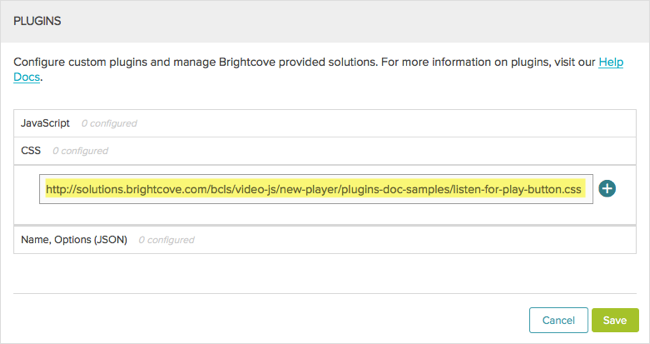 PLUGINS
Configure custom plugins and manage Brightcove provided solutions. For more information on plugins, visit our Help
Docs.
JavaScript 0 configured
CSS 0 configured
http://solutions.brightcove.com/bcls/video-js/new-player/plugins-doc-samples/listen-for-play-button.css
Name, Options (JSON) 0 configured
Cancel Save